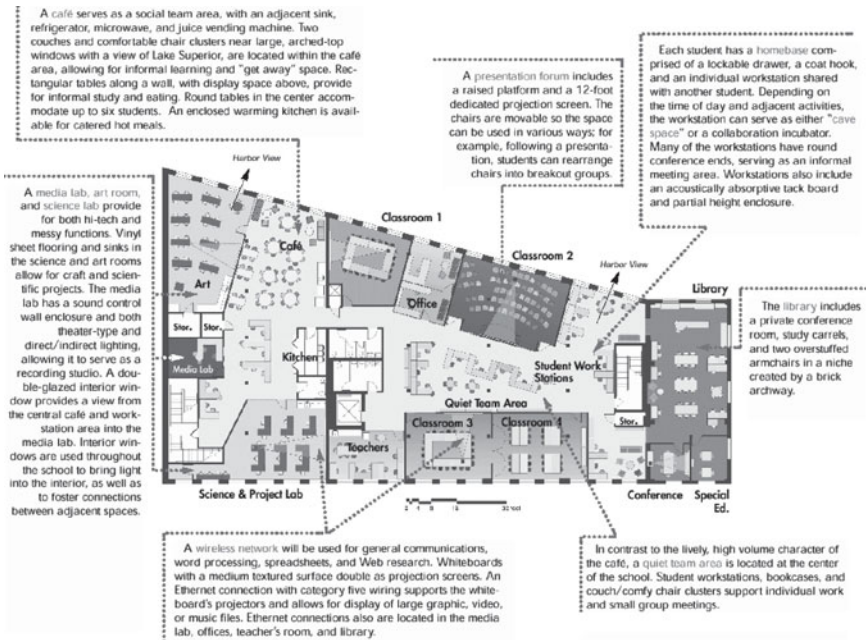 A café serves as a social team area, with an adjacent sink,
refrigerator, microwave, and juice vending machine. Two
couches and comfortable chair clusters near large, arched-top
windows with a view of Lake Superior, are located within the café
area, allowing for informal learning and "get away" space. Rec-
tangular tables along a wall, with display space above, provide
for informal study and eating. Round tables in the center accom-
modate up to six students. An enclosed warming kitchen is avail-
able for catered hot meals.
A presentation forum includes
a raised platform and a 12-foot
dedicated projection screen. The
chairs are movable so the space
can be used in various ways; for
example, following a presenta-
tion, students can rearrange
chairs into breakout groups.
Each student has a homebase com-
prised of a lockable drawer, a coat hook,
and an individual workstation shared
with another student. Depending on
the time of day and adjacent activities,
the workstation can serve as either "cave
space" or a collaboration incubator.
Many of the workstations have round
conference ends, serving as an informal
meeting area. Workstations also include
an acoustically absorptive tack board
and partial height enclosure.
A media lab, art room,
and science lab provide
for both hi-tech and
messy functions. Vinyl
sheet flooring and sinks in
the science and art rooms
allow for craft and scien-
tific projects. The media
lab has a sound control
wall enclosure and both
theater-type and
direct/indirect lighting,
allowing it to serve as a
recording studio. A dou-
ble-glazed interior win-
dow provides a view from
the central café and work-
station area into the
media lab. Interior win-
dows are used throughout
the school to bring light
into the interior, as well as
to foster connections
between adjacent spaces.
Harbor View
Classroom 1
Café
Classroom 2
Harbor View
Library
Art
Office
Stor.
Stor.
Media Lab
Kitchen
Student Work
Stations
Quiet Team Area
Classroom 3
Classroom 4
Stor.
Teachers
Science & Project Lab
Conference
Special
Ed.
The library includes
a private conference
room, study carrels,
and two overstuffed
armchairs in a niche
created by a brick
archway.
A wireless network will be used for general communications,
word processing, spreadsheets, and Web research. Whiteboards
with a medium textured surface double as projection screens. An
Ethernet connection with category five wiring supports the white-
board's projectors and allows for display of large graphic, video,
or music files. Ethernet connections also are located in the media
lab, offices, teacher's room, and library.
In contrast to the lively, high volume character of
the café, a quiet team area is located at the center
of the school. Student workstations, bookcases, and
couch/comfy chair clusters support individual work
and small group meetings.